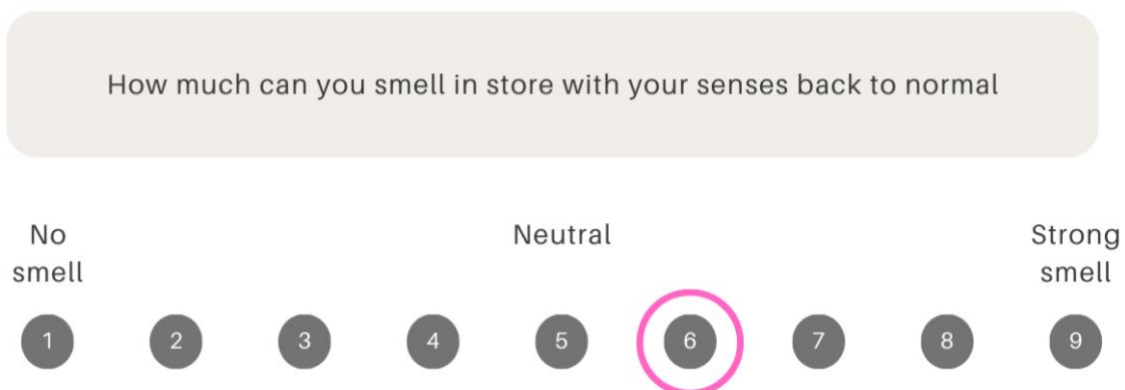 How much can you smell in store with your senses back to normal
No smell Neutral Strong smell
1 2 3 4 5 6 7 8 9